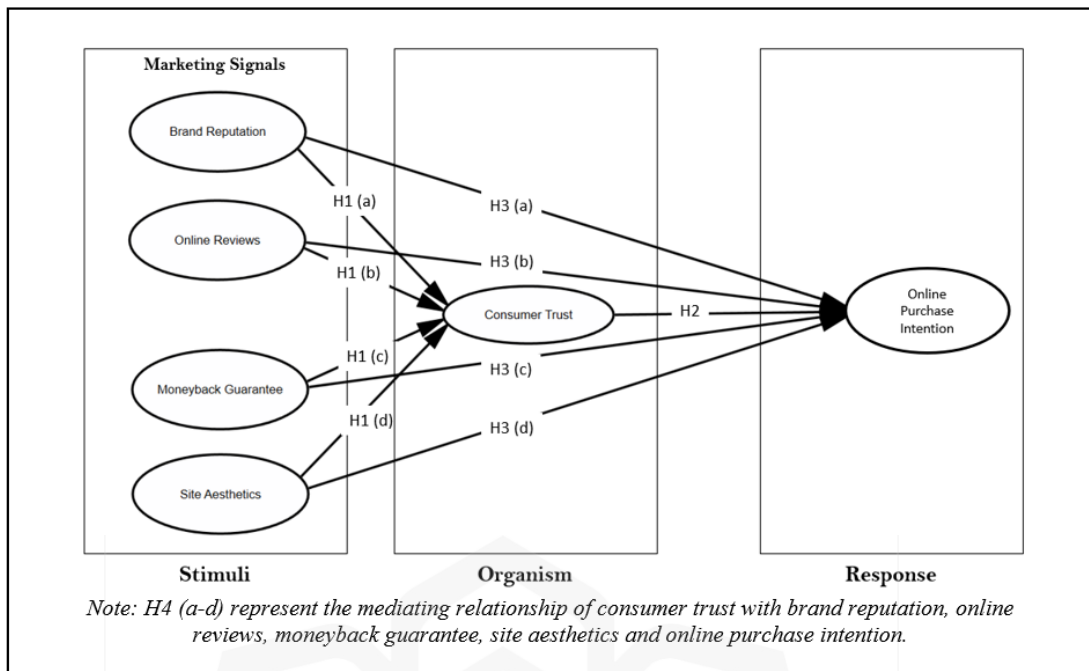 Marketing Signals
Brand Reputation
H1 (a)
H3 (a)
Online Reviews
H3 (b)
H1 (b)
Consumer Trust
H2
Online
Purchase
Intention
H1 (c)
H3 (c)
Moneyback Guarantee
H1 (d)
H3 (d)
Site Aesthetics
Stimuli
Organism
Response
Note: H4 (a-d) represent the mediating relationship of consumer trust with brand reputation, online
reviews, moneyback guarantee, site aesthetics and online purchase intention.